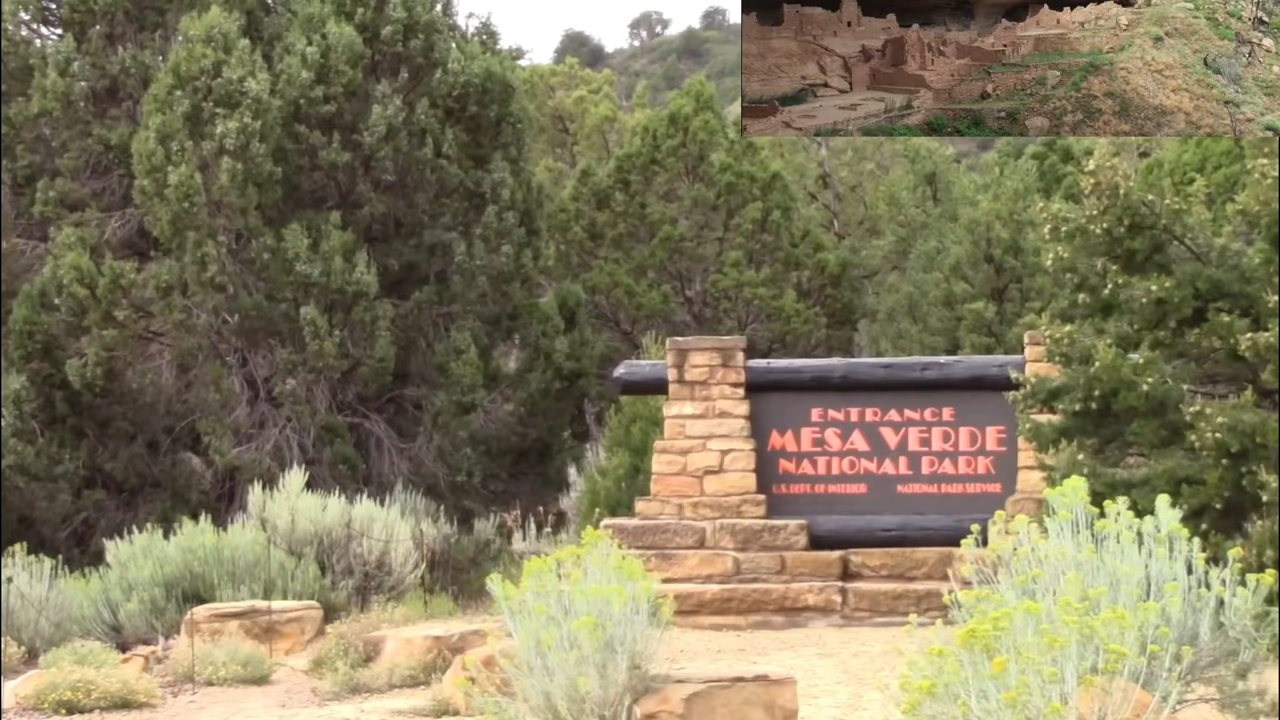 ENTRANCE
MESA VERDE
NATIONAL PARK
U.S. DEPT. OF INTERIOR NATIONAL PARK SERVICE